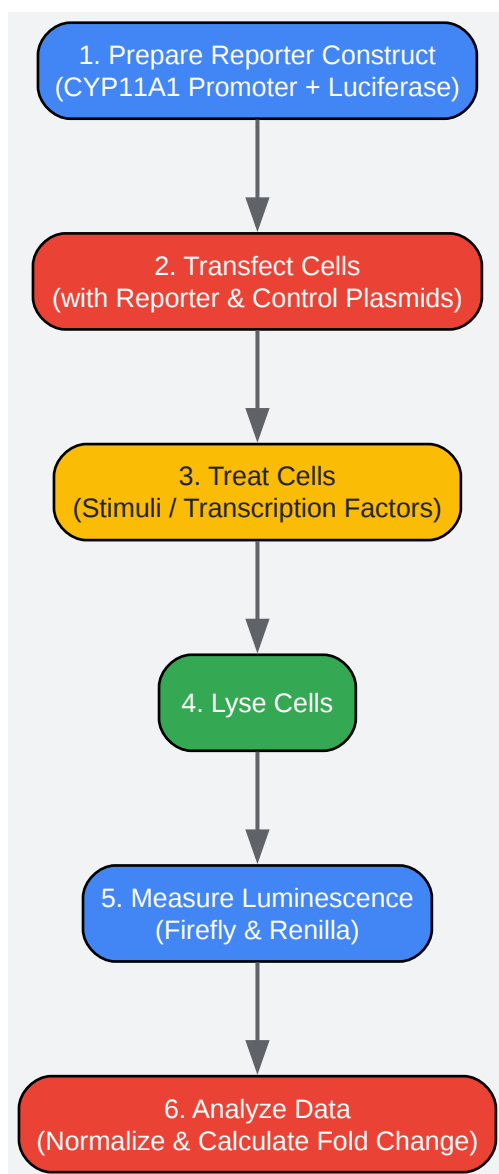 1. Prepare Reporter Construct
(CYP11A1 Promoter + Luciferase)
2. Transfect Cells
(with Reporter & Control Plasmids)
3. Treat Cells
(Stimuli / Transcription Factors)
4. Lyse Cells
5. Measure Luminescence
(Firefly & Renilla)
6. Analyze Data
(Normalize & Calculate Fold Change)